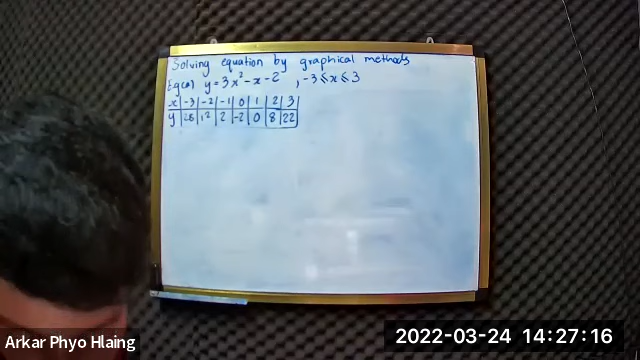 Solving equation by graphical methods
Eg(a) y = 3x² - x - 2 , -3 ≤ x ≤ 3
x -3 -2 -1 0 1 2 3
y 28 12 2 -2 0 8 22
Arkar Phyo Hlaing
2022-03-24 14:27:16